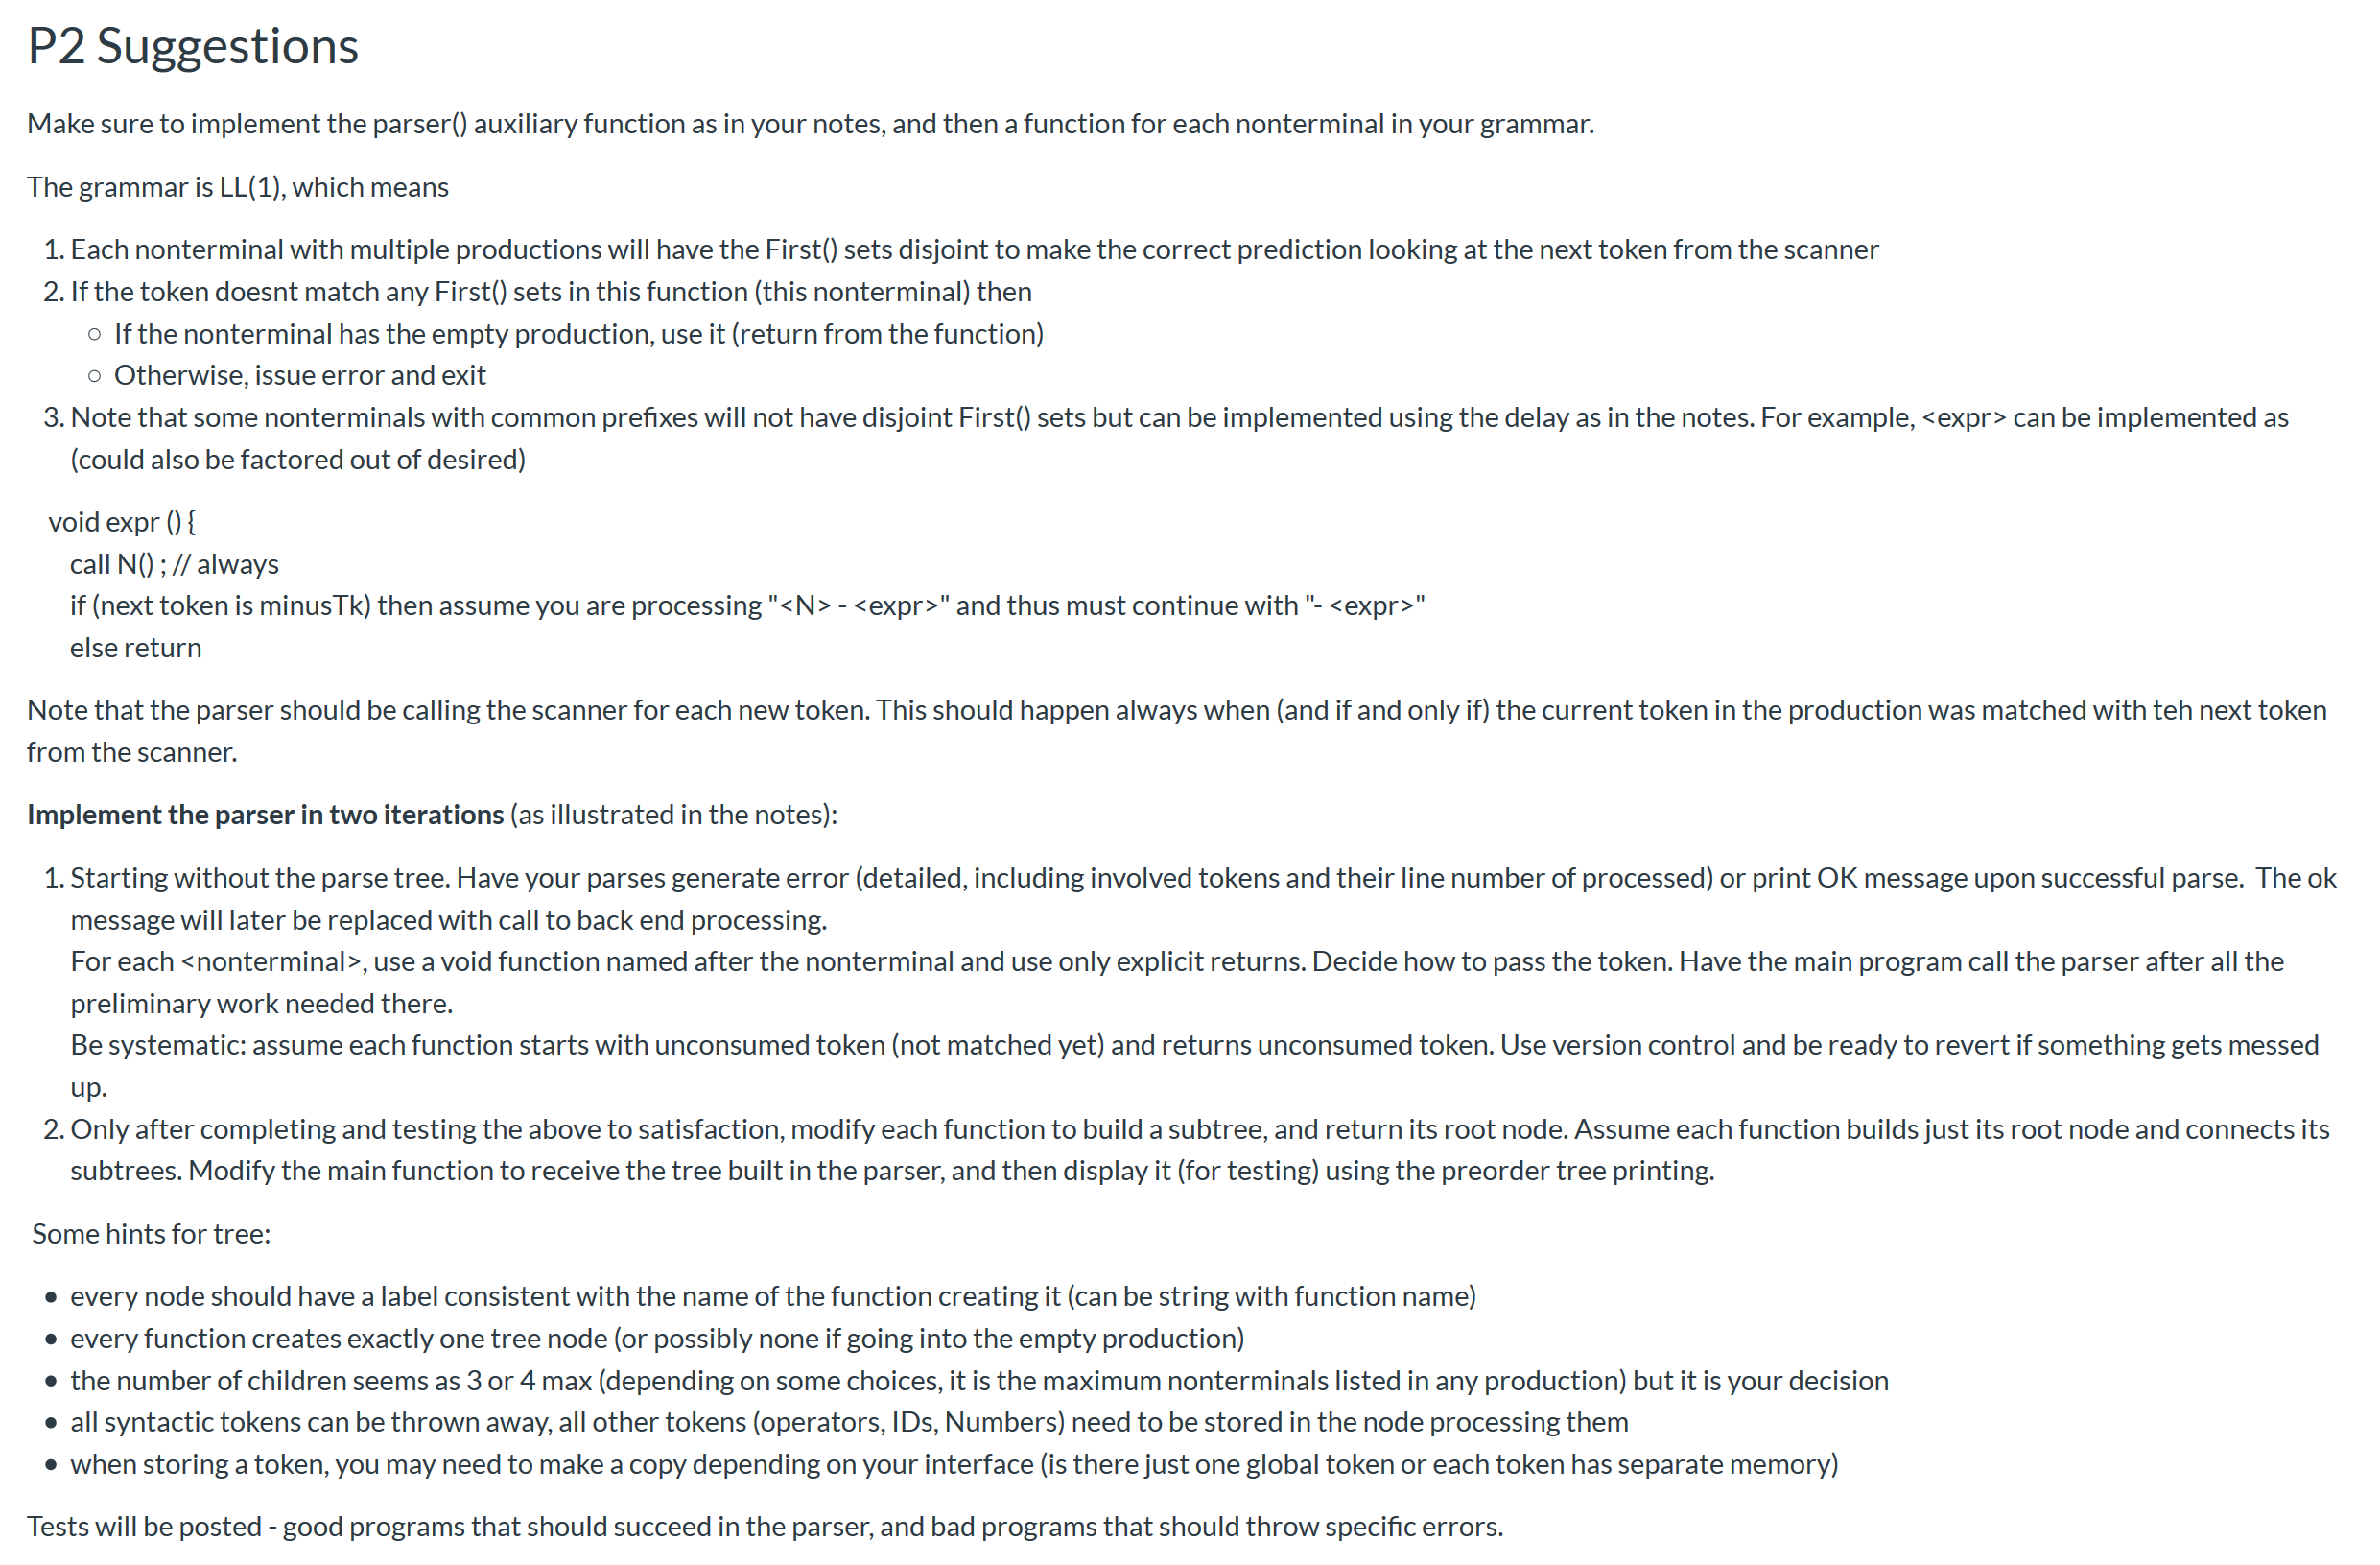 P2 Suggestions
Make sure to implement the parser() auxiliary function as in your notes, and then a function for each nonterminal in your grammar.
The grammar is LL(1), which means
1. Each nonterminal with multiple productions will have the First() sets disjoint to make the correct prediction looking at the next token from the scanner
2. If the token doesnt match any First() sets in this function (this nonterminal) then
○ If the nonterminal has the empty production, use it (return from the function)
○ Otherwise, issue error and exit
3. Note that some nonterminals with common prefixes will not have disjoint First() sets but can be implemented using the delay as in the notes. For example, <expr> can be implemented as
(could also be factored out of desired)
void expr () {
call N() ; // always
if (next token is minusTk) then assume you are processing "<N> - <expr>" and thus must continue with "- <expr>"
else return
Note that the parser should be calling the scanner for each new token. This should happen always when (and if and only if) the current token in the production was matched with teh next token
from the scanner.
Implement the parser in two iterations (as illustrated in the notes):
1. Starting without the parse tree. Have your parses generate error (detailed, including involved tokens and their line number of processed) or print OK message upon successful parse.  The ok
message will later be replaced with call to back end processing.
For each <nonterminal>, use a void function named after the nonterminal and use only explicit returns. Decide how to pass the token. Have the main program call the parser after all the
preliminary work needed there.
Be systematic: assume each function starts with unconsumed token (not matched yet) and returns unconsumed token. Use version control and be ready to revert if something gets messed
up.
2. Only after completing and testing the above to satisfaction, modify each function to build a subtree, and return its root node. Assume each function builds just its root node and connects its
subtrees. Modify the main function to receive the tree built in the parser, and then display it (for testing) using the preorder tree printing.
Some hints for tree:
• every node should have a label consistent with the name of the function creating it (can be string with function name)
• every function creates exactly one tree node (or possibly none if going into the empty production)
• the number of children seems as 3 or 4 max (depending on some choices, it is the maximum nonterminals listed in any production) but it is your decision
• all syntactic tokens can be thrown away, all other tokens (operators, IDs, Numbers) need to be stored in the node processing them
• when storing a token, you may need to make a copy depending on your interface (is there just one global token or each token has separate memory)
Tests will be posted - good programs that should succeed in the parser, and bad programs that should throw specific errors.